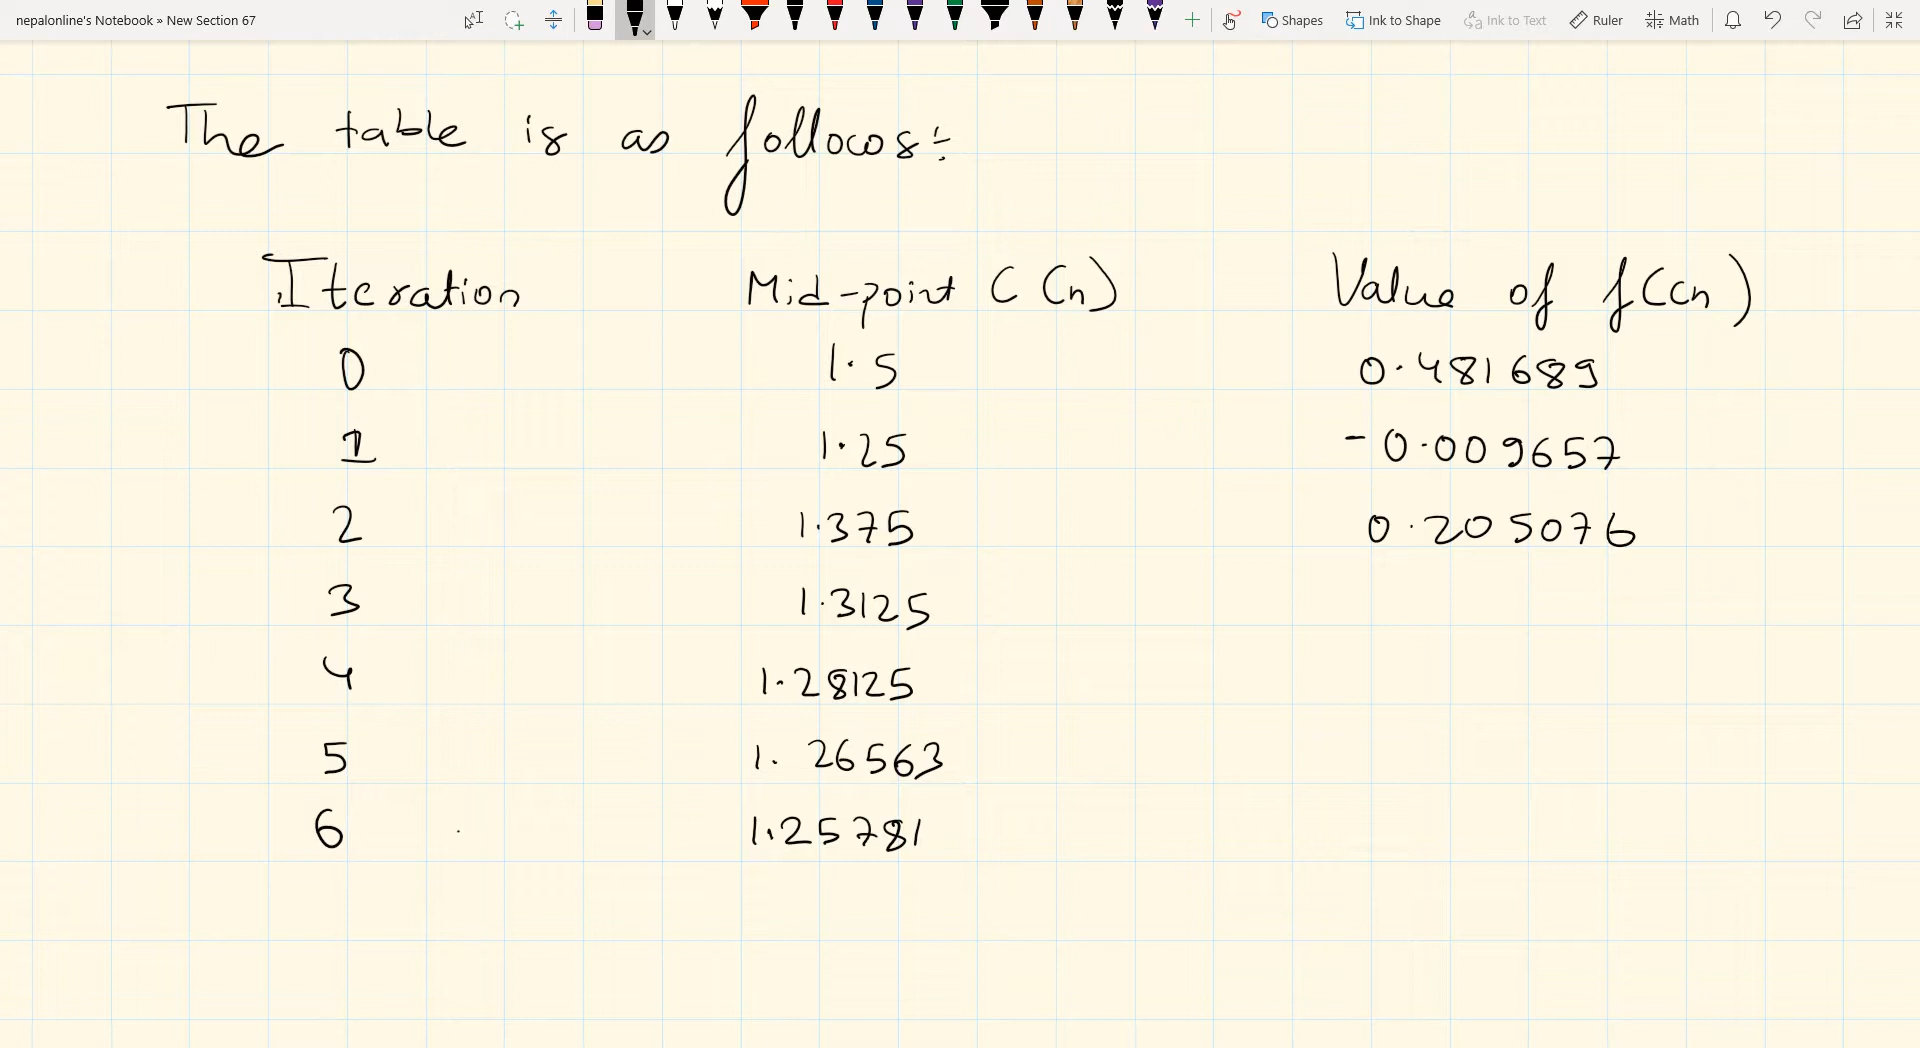 nepalonline's Notebook » New Section 67
Shapes Ink to Shape Ink to Text Ruler Math
The table is as follocos:
Iteration Mid-point C (n) Value of f(cn)
0 1.5 0.481689
1 1.25 -0.009657
2 1.375 0.205076
3 1.3125
4 1.28125
5 1.26563
6 1.25781